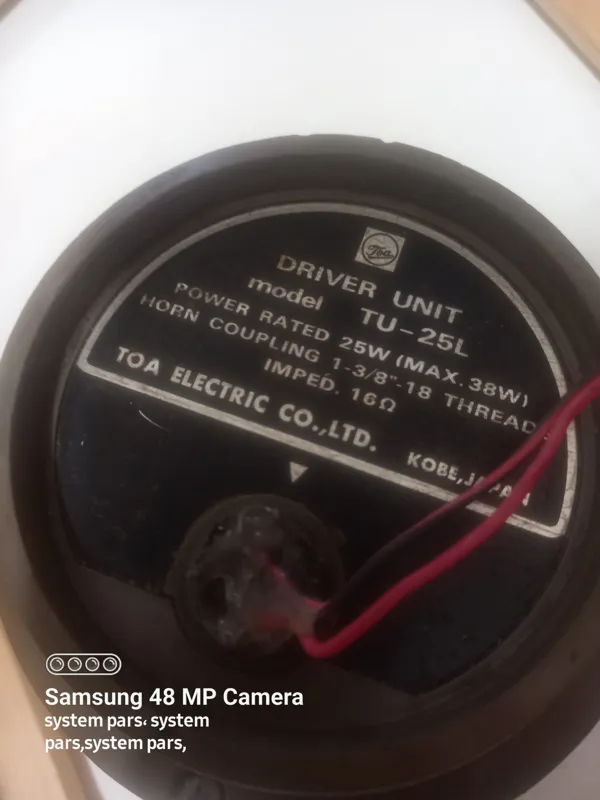 Toa
DRIVER UNIT
model TU-25L
POWER RATED 25W (MAX. 38W)
HORN COUPLING 1-3/8"-18 THREAD
IMPED. 16Ω
TOA ELECTRIC CO.,LTD.
KOBE, JAPAN
Samsung 48 MP Camera
system pars، system
pars,system pars,